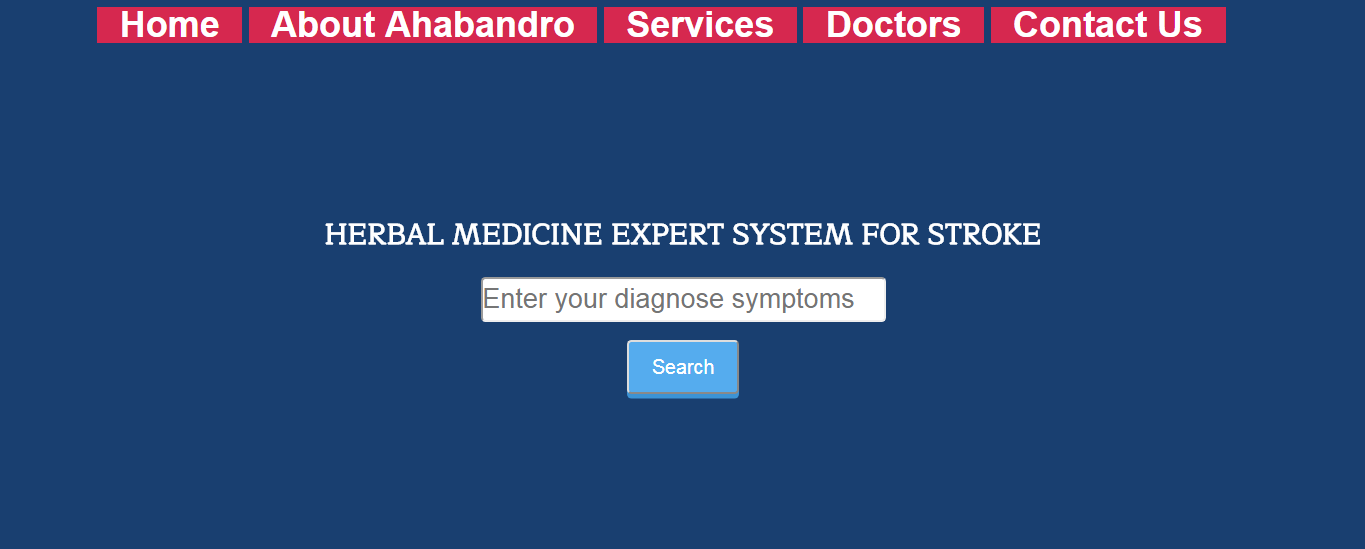 Home About Ahabandro Services Doctors Contact Us
HERBAL MEDICINE EXPERT SYSTEM FOR STROKE
Enter your diagnose symptoms
Search